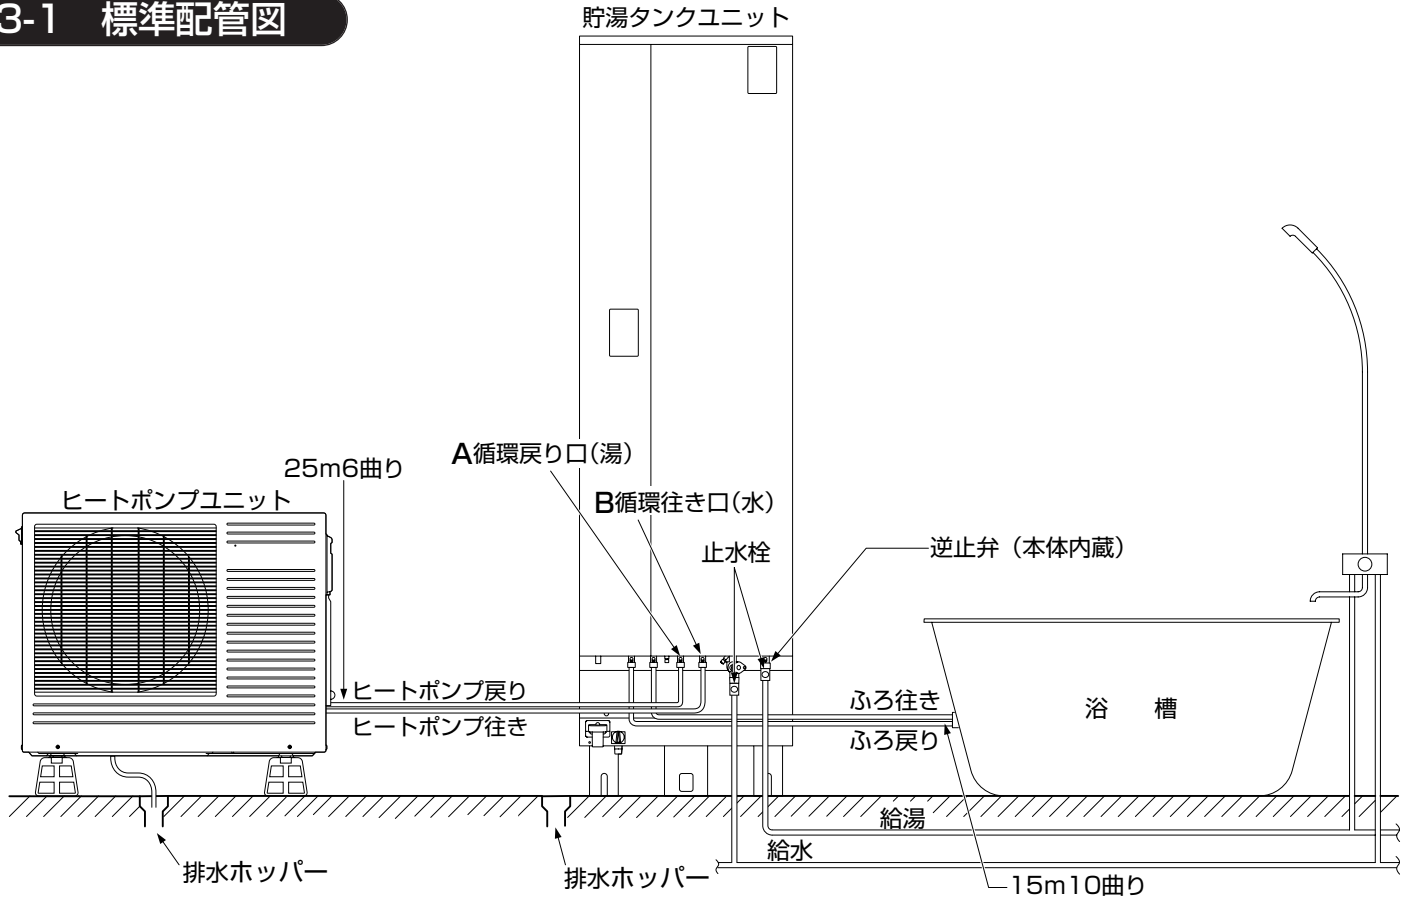 3-1 標準配管図
貯湯タンクユニット
A循環戻り口(湯)
25m6曲り
ヒートポンプユニット
B循環往き口(水)
止水栓
逆止弁（本体内蔵）
ヒートポンプ戻り
ヒートポンプ往き
ふろ往き
ふろ戻り
浴 槽
給湯
給水
排水ホッパー
排水ホッパー
15m10曲り